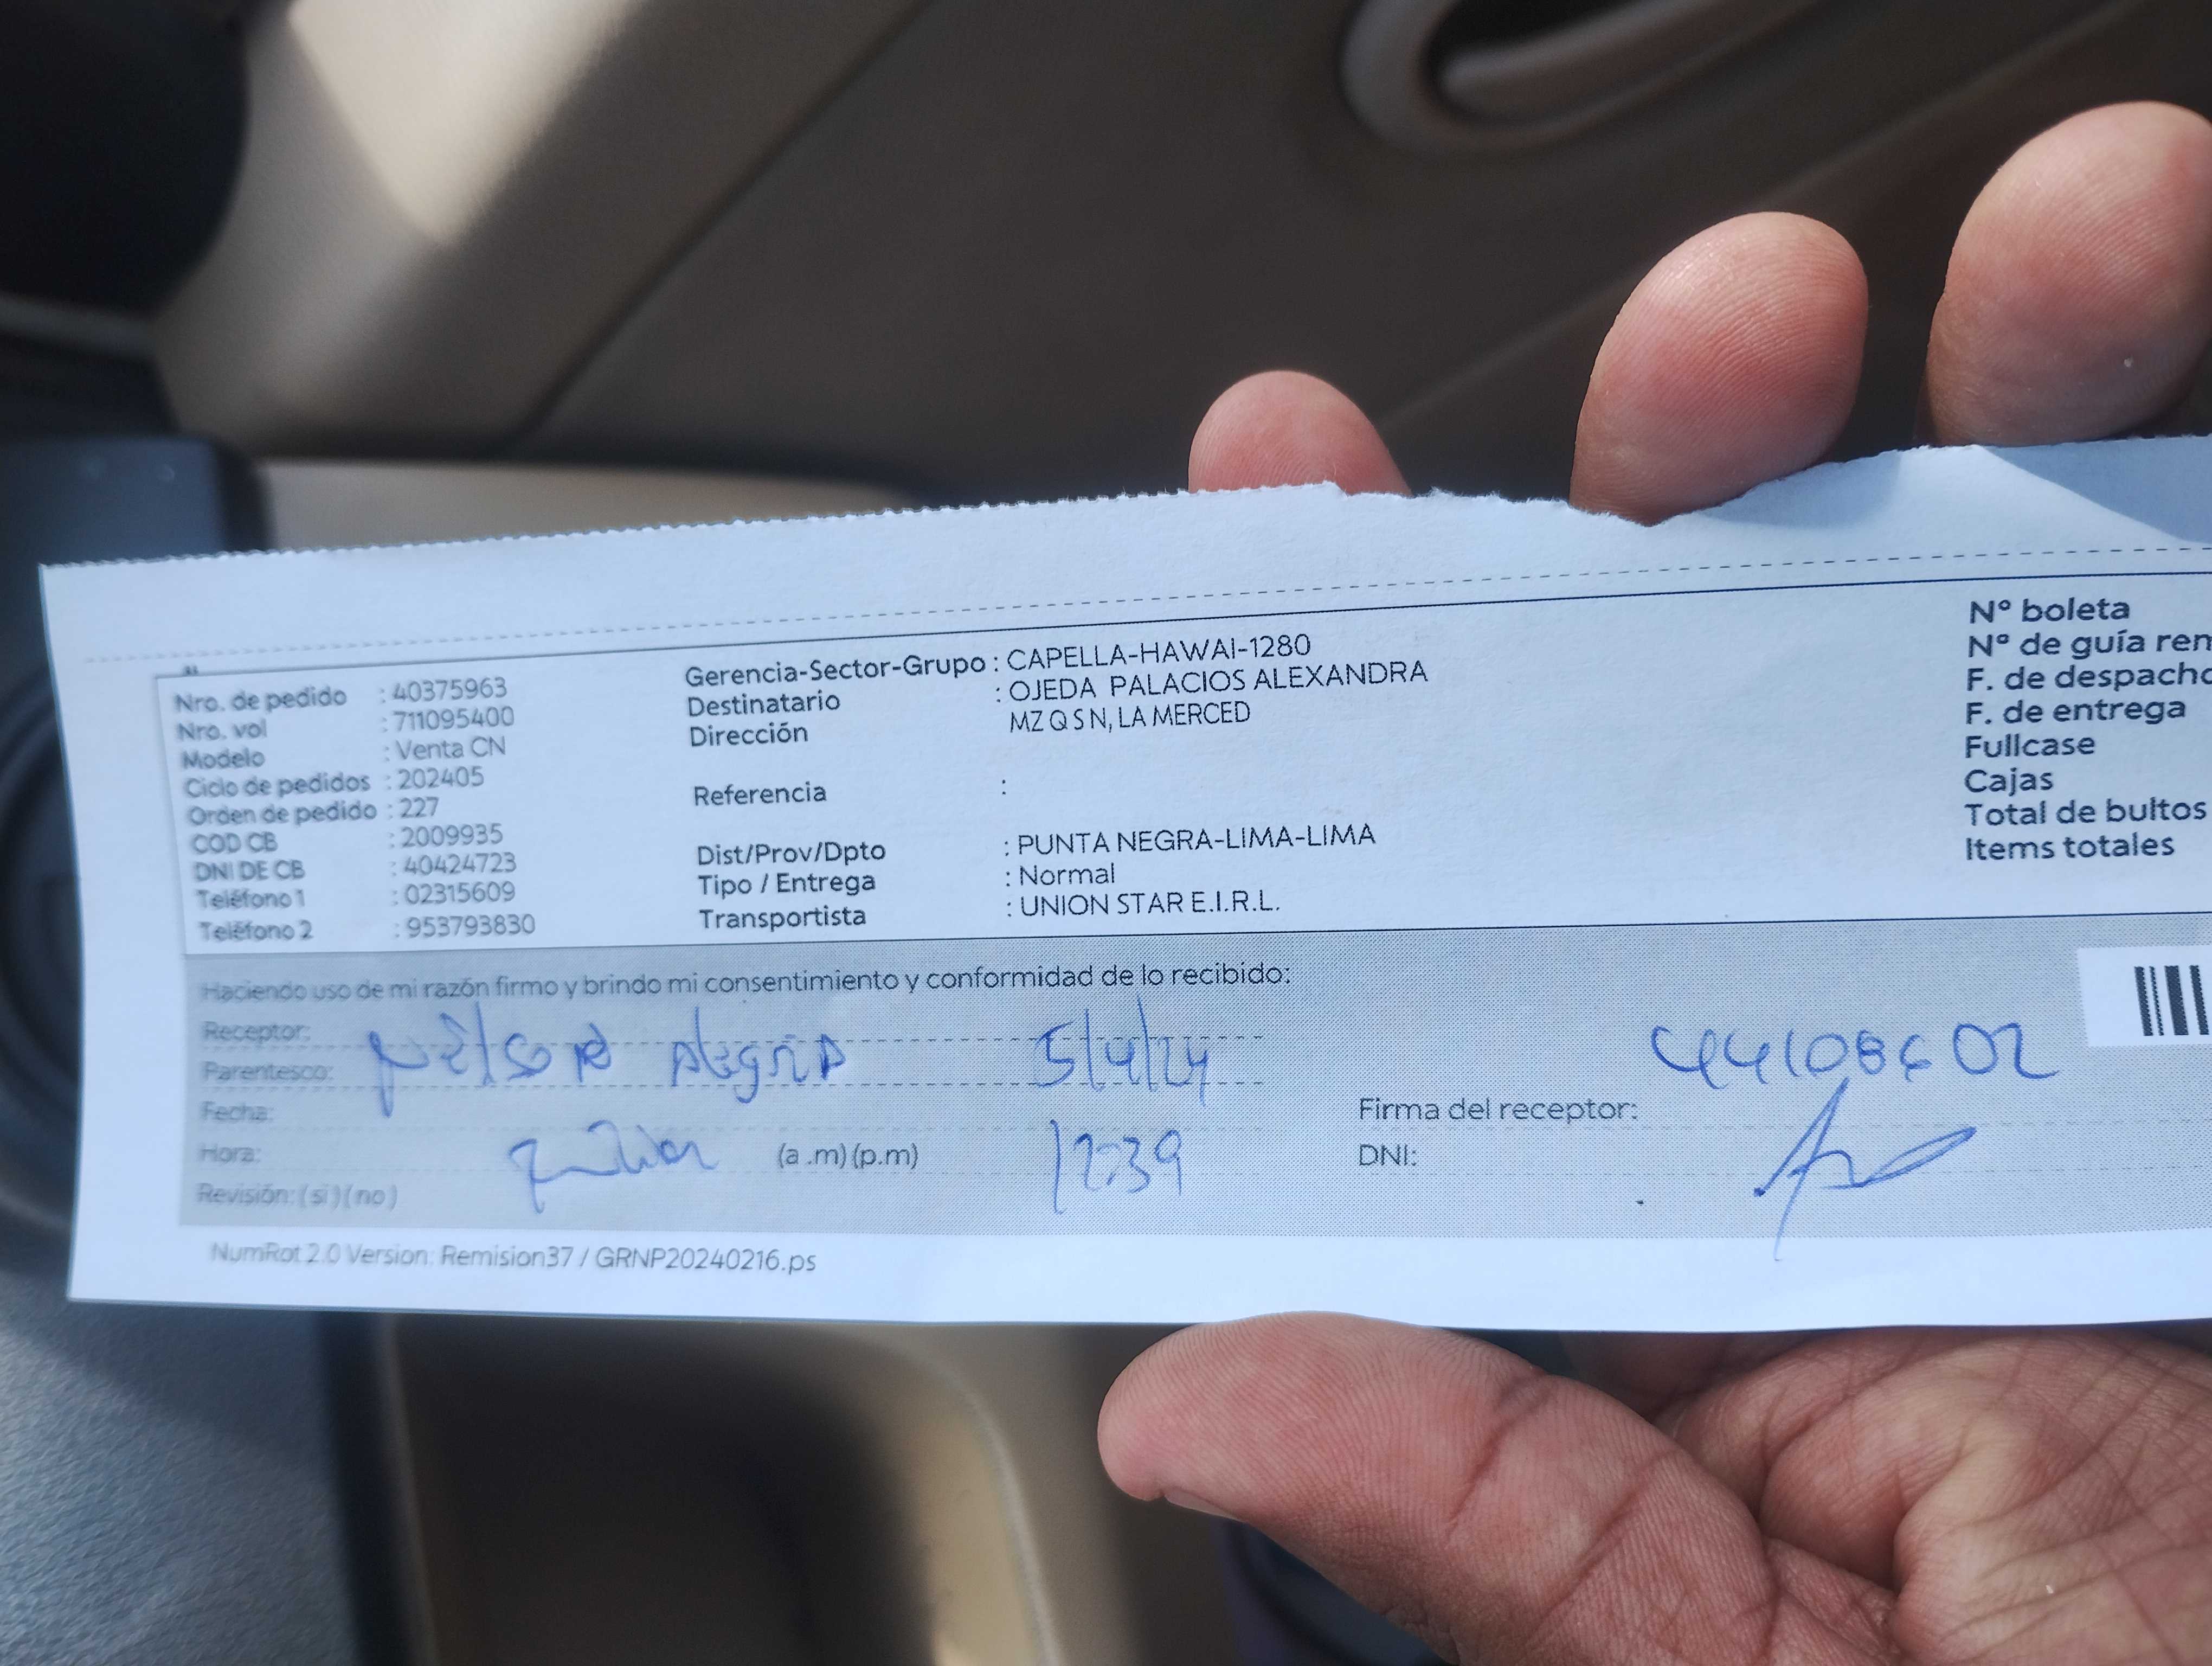 Nro. de pedido : 40375963
Nro. vol : 711095400
Modelo : Venta CN
Ciclo de pedidos : 202405
Orden de pedido : 227
COD CB : 2009935
DNI DE CB : 40424723
Teléfono 1 : 02315609
Teléfono 2 : 953793830
Gerencia-Sector-Grupo : CAPELLA-HAWAI-1280
Destinatario : OJEDA PALACIOS ALEXANDRA
Dirección MZ Q S N, LA MERCED
Referencia :
Dist/Prov/Dpto : PUNTA NEGRA-LIMA-LIMA
Tipo / Entrega : Normal
Transportista : UNION STAR E.I.R.L.
Nº boleta
Nº de guía rem
F. de despacho
F. de entrega
Fullcase
Cajas
Total de bultos
Items totales
Haciendo uso de mi razón firmo y brindo mi consentimiento y conformidad de lo recibido:
Receptor:
Parentesco: Nelson Alegria 5/4/24
Fecha:
Hora: (a .m) (p.m) 12:39
Revisión: ( si ) ( no )
Firma del receptor:
DNI:
NumRot 2.0 Version: Remision37 / GRNP20240216.ps